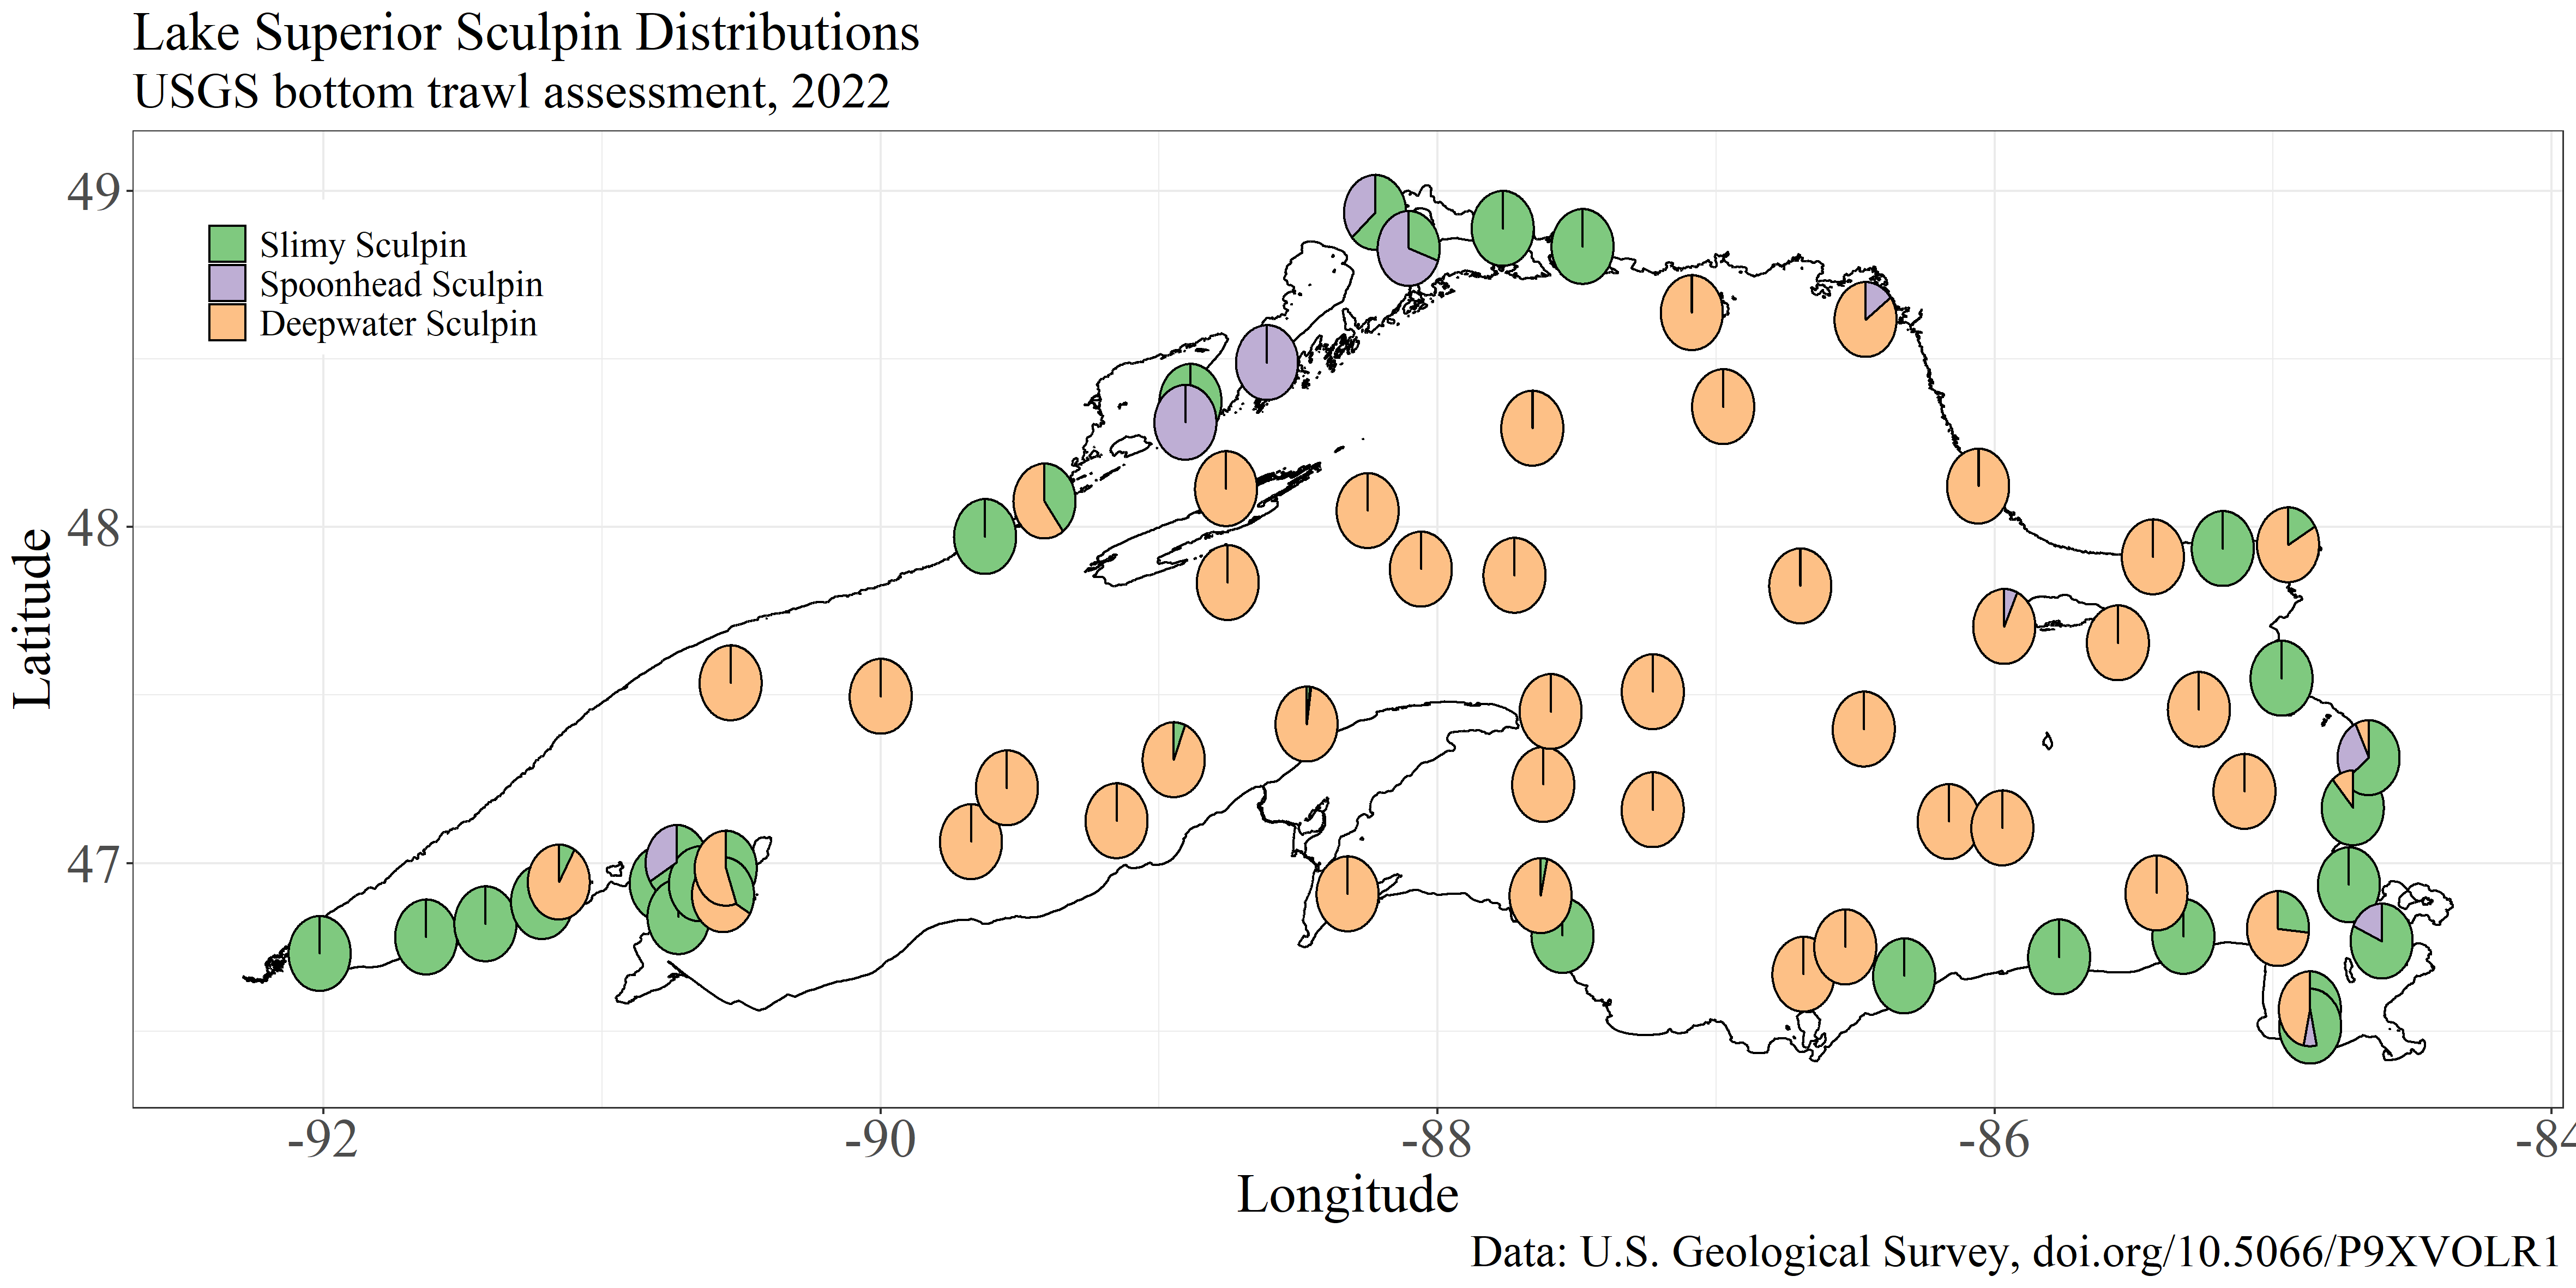 Lake Superior Sculpin Distributions
USGS bottom trawl assessment, 2022
49
48
47
Latitude
Slimy Sculpin
Spoonhead Sculpin
Deepwater Sculpin
-92
-90
-88
-86
-84
Longitude
Data: U.S. Geological Survey, doi.org/10.5066/P9XVOLR1